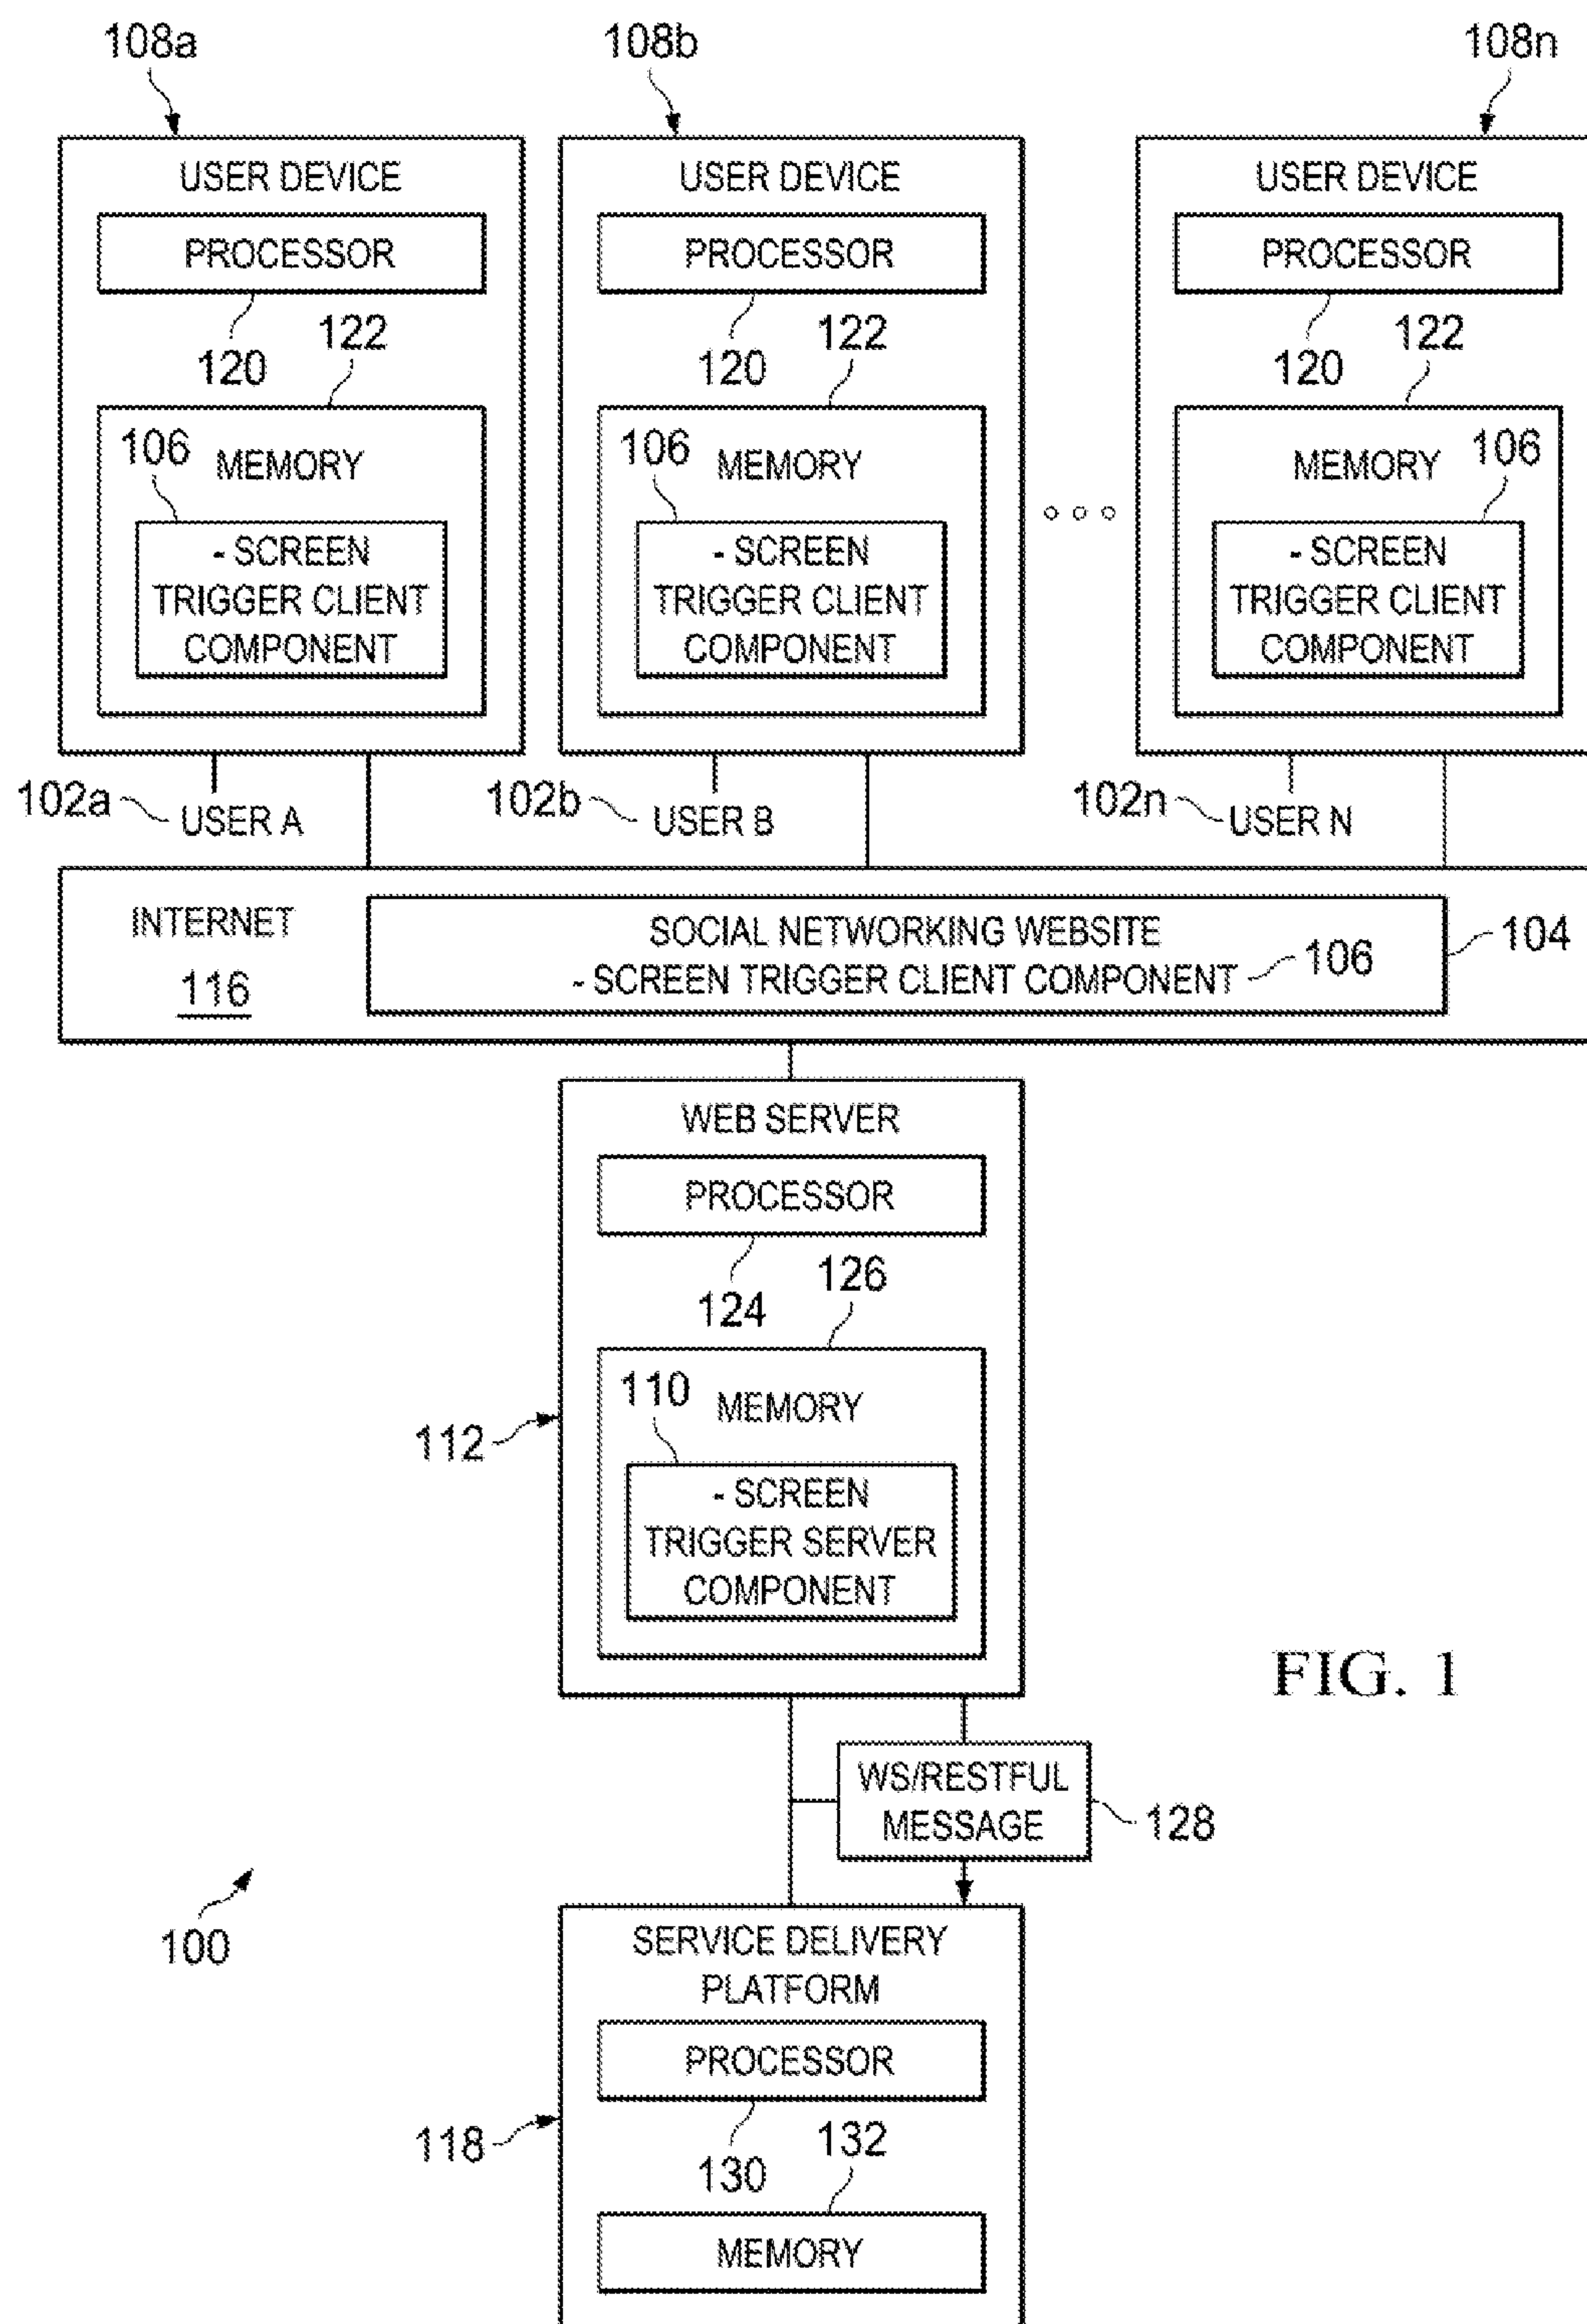 108a 108b 108n
USER DEVICE USER DEVICE USER DEVICE
PROCESSOR PROCESSOR PROCESSOR
120 122 120 122 120 122
106 MEMORY 106 MEMORY MEMORY 106
- SCREEN - SCREEN - SCREEN
TRIGGER CLIENT TRIGGER CLIENT TRIGGER CLIENT
COMPONENT COMPONENT COMPONENT
102a USER A 102b USER B 102n USER N
INTERNET
116
SOCIAL NETWORKING WEBSITE
- SCREEN TRIGGER CLIENT COMPONENT 106
104
WEB SERVER
PROCESSOR
124 126
110 MEMORY
112
- SCREEN
TRIGGER SERVER
COMPONENT
FIG. 1
WS/RESTFUL
MESSAGE
128
100
SERVICE DELIVERY
PLATFORM
PROCESSOR
118
130 132
MEMORY